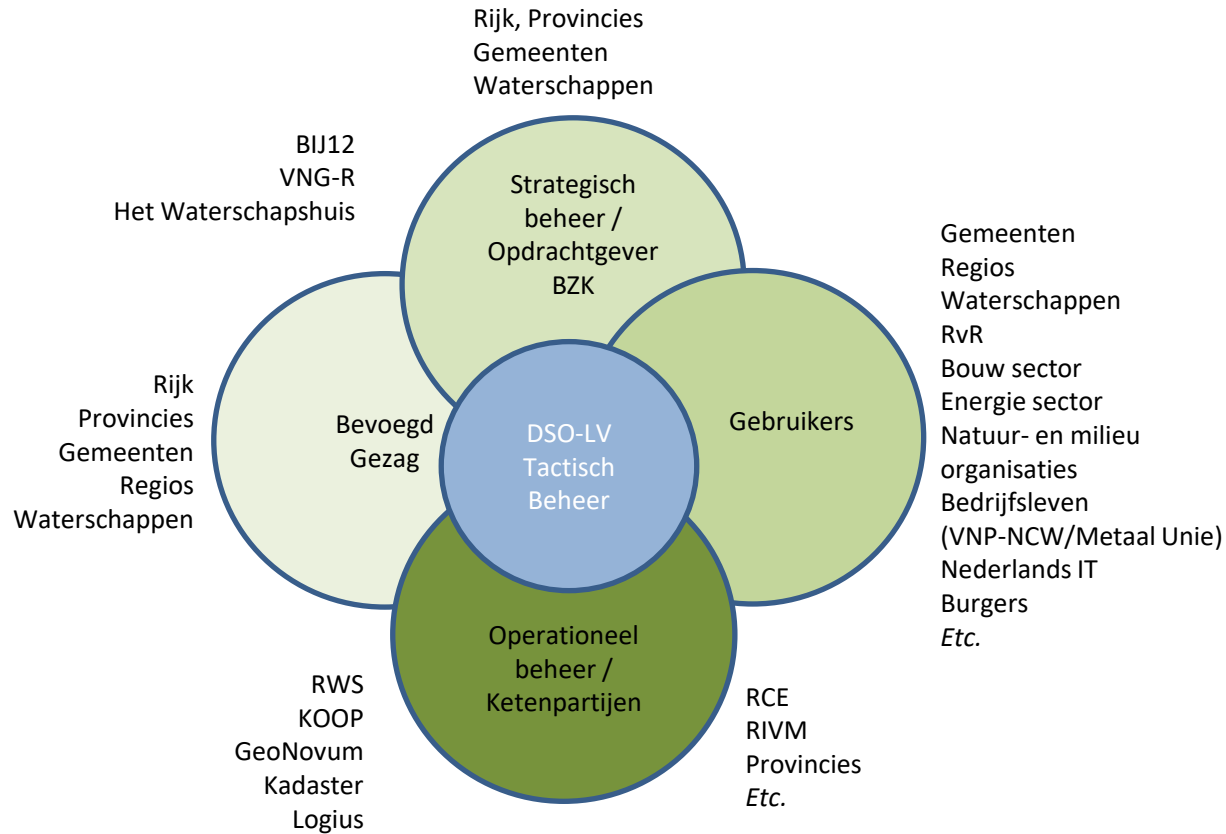 Rijk, Provincies
Gemeenten
Waterschappen
BIJ12
VNG-R
Het Waterschapshuis
Strategisch
beheer /
Opdrachtgever
BZK
Gemeenten
Regios
Waterschappen
RvR
Bouw sector
Energie sector
Natuur- en milieu
organisaties
Bedrijfsleven
(VNP-NCW/Metaal Unie)
Nederlands IT
Burgers
Etc.
Rijk
Provincies
Gemeenten
Regios
Waterschappen
Bevoegd
Gezag
DSO-LV
Tactisch
Beheer
Gebruikers
Operationeel
beheer /
Ketenpartijen
RWS
KOOP
GeoNovum
Kadaster
Logius
RCE
RIVM
Provincies
Etc.